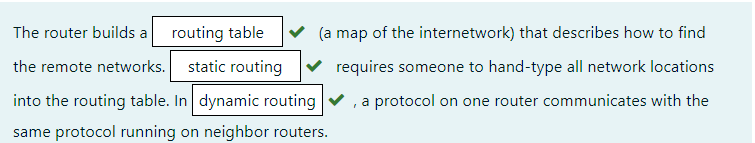 The router builds a routing table (a map of the internetwork) that describes how to find
the remote networks. static routing requires someone to hand-type all network locations
into the routing table. In dynamic routing , a protocol on one router communicates with the
same protocol running on neighbor routers.